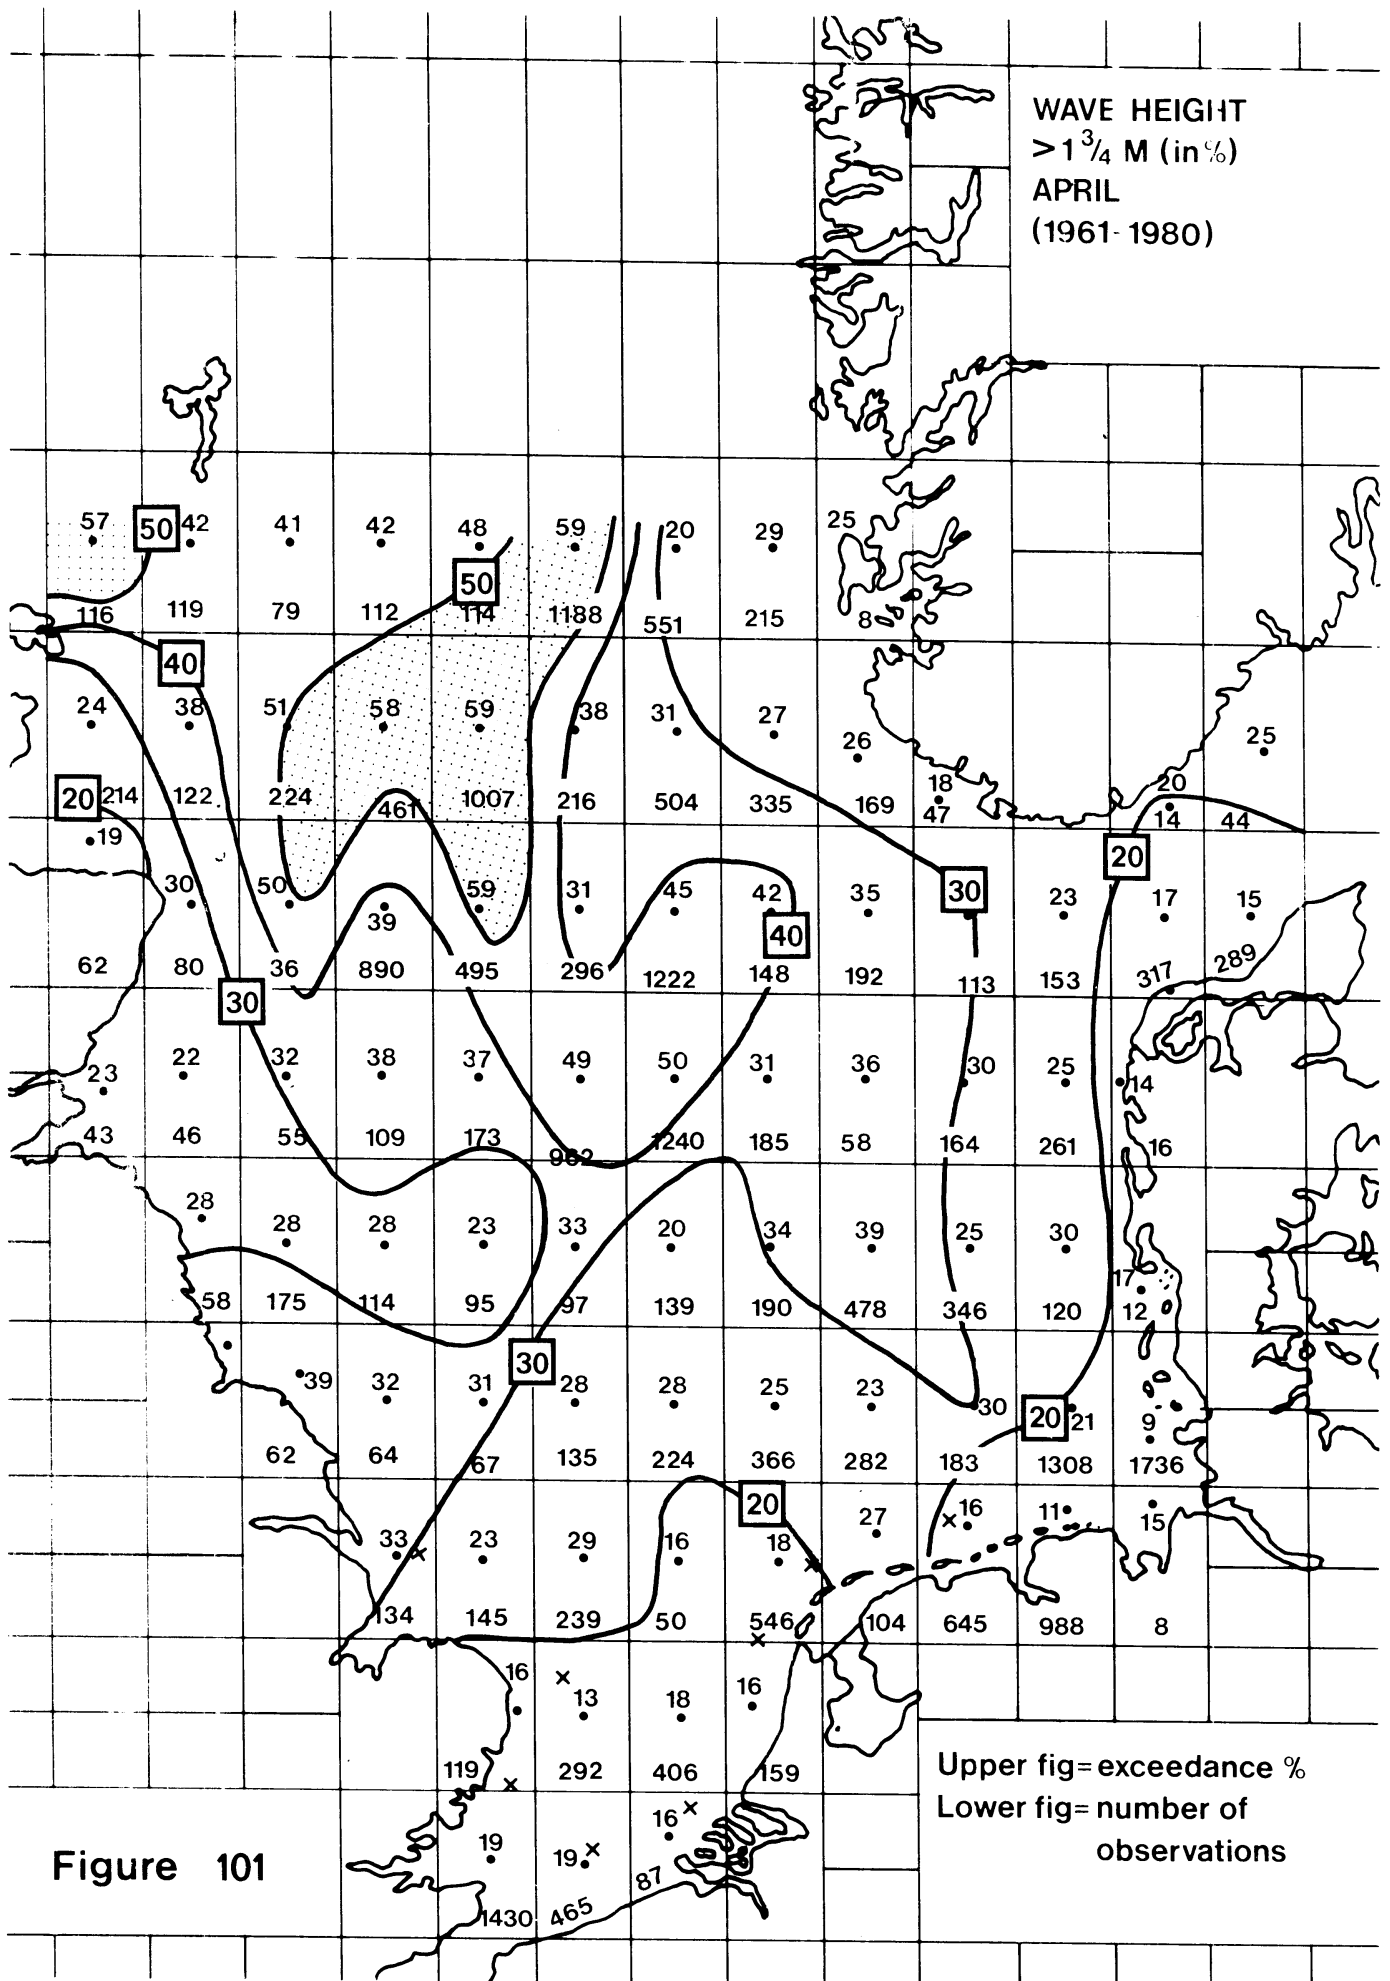 WAVE HEIGHT
>1 3/4 M (in %)
APRIL
(1961-1980)
57 50 42 41 42 48 59 20 29 25
50
116 119 79 112 114 1188 551 215 8
40
24 38 51 58 59 38 31 27 26 25
20 214 122 224 461 1007 216 504 335 169 18 47 20 14 44
19
20
30 50 39 59 31 45 42 35 30 23 17 15
40
62 80 36 890 495 296 1222 148 192 113 153 317 289
30
23 22 32 38 37 49 50 31 36 30 25 14
43 46 55 109 173 962 1240 185 58 164 261 16
28 28 28 23 33 20 34 39 25 30 17
58 175 114 95 97 139 190 478 346 120 12
30
39 32 31 28 28 25 23 30 20 21 9
62 64 67 135 224 366 282 183 1308 1736
20
33 23 29 16 18 27 16 11 15
134 145 239 50 546 104 645 988 8
16 13 18 16
119 292 406 159
Upper fig= exceedance %
Lower fig= number of
observations
19 19 16
1430 465 87
Figure 101